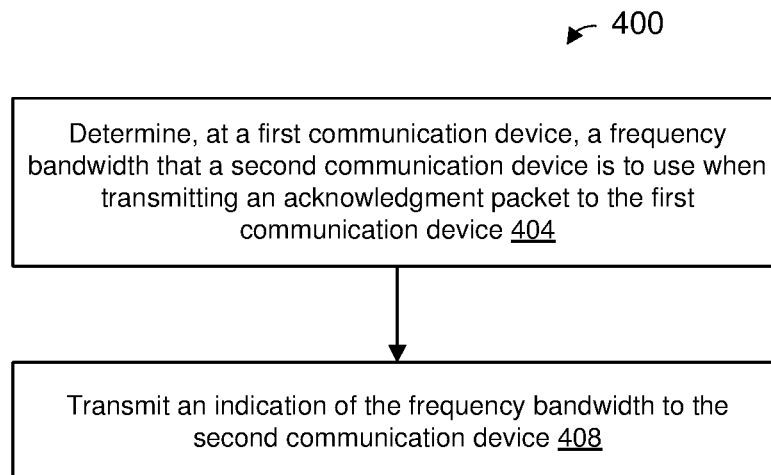 400
Determine, at a first communication device, a frequency
bandwidth that a second communication device is to use when
transmitting an acknowledgment packet to the first
communication device 404
Transmit an indication of the frequency bandwidth to the
second communication device 408